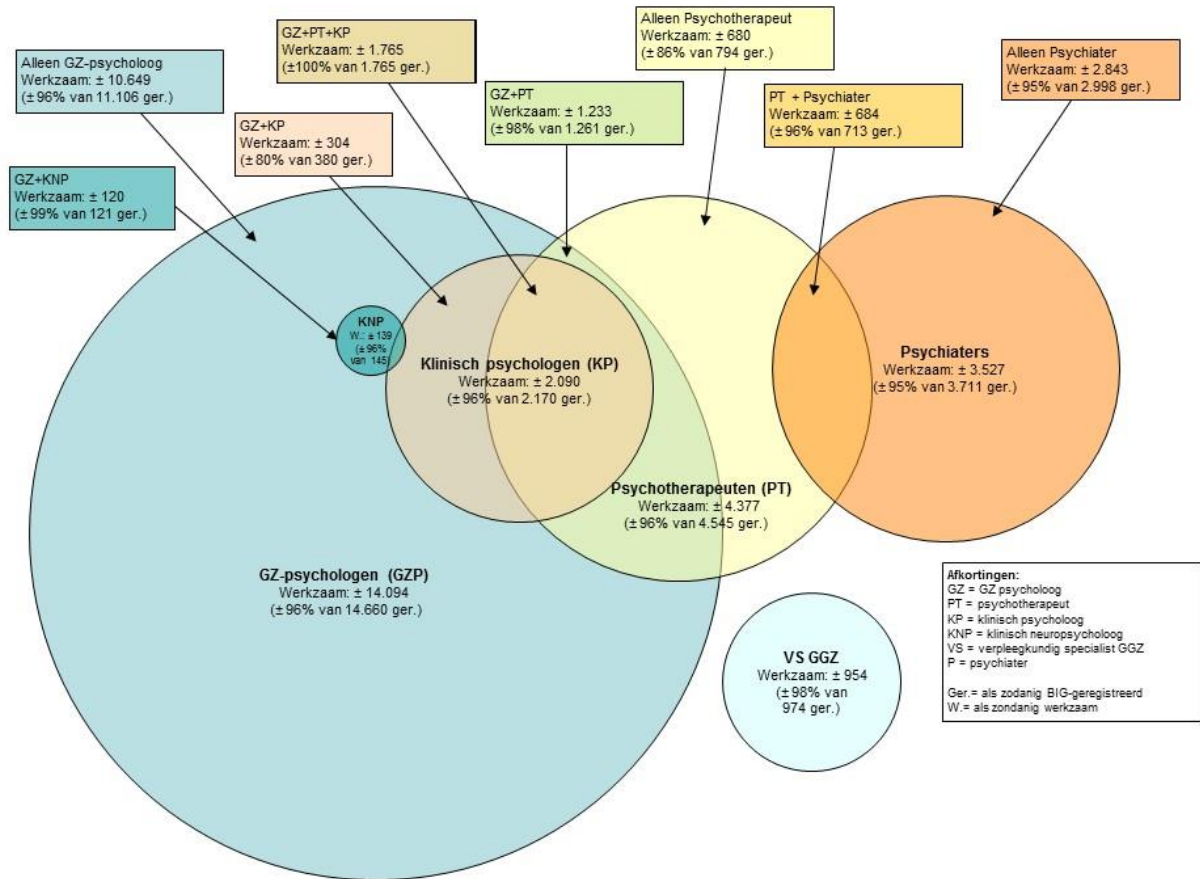 Alleen GZ-psycholoog
Werkzaam: ± 10.649
(±96% van 11.106 ger.)
GZ+PT+KP
Werkzaam: ± 1.765
(±100% van 1.765 ger.)
Alleen Psychotherapeut
Werkzaam: ± 680
(±86% van 794 ger.)
Alleen Psychiater
Werkzaam: ± 2.843
(±95% van 2.998 ger.)
GZ+PT
Werkzaam: ± 1.233
(±98% van 1.261 ger.)
PT + Psychiater
Werkzaam: ± 684
(±96% van 713 ger.)
GZ+KP
Werkzaam: ± 304
(±80% van 380 ger.)
GZ+KNP
Werkzaam: ± 120
(±99% van 121 ger.)
KNP
W.: ± 139
(±96%
van 145)
Klinisch psychologen (KP)
Werkzaam: ± 2.090
(±96% van 2.170 ger.)
Psychiaters
Werkzaam: ± 3.527
(±95% van 3.711 ger.)
Psychotherapeuten (PT)
Werkzaam: ± 4.377
(±96% van 4.545 ger.)
GZ-psychologen (GZP)
Werkzaam: ± 14.094
(±96% van 14.660 ger.)
VS GGZ
Werkzaam: ± 954
(±98% van
974 ger.)
Afkortingen:
GZ = GZ psycholoog
PT = psychotherapeut
KP = klinisch psycholoog
KNP = klinisch neuropsycholoog
VS = verpleegkundig specialist GGZ
P = psychiater
Ger.= als zodanig BIG-geregistreerd
W.= als zondanig werkzaam